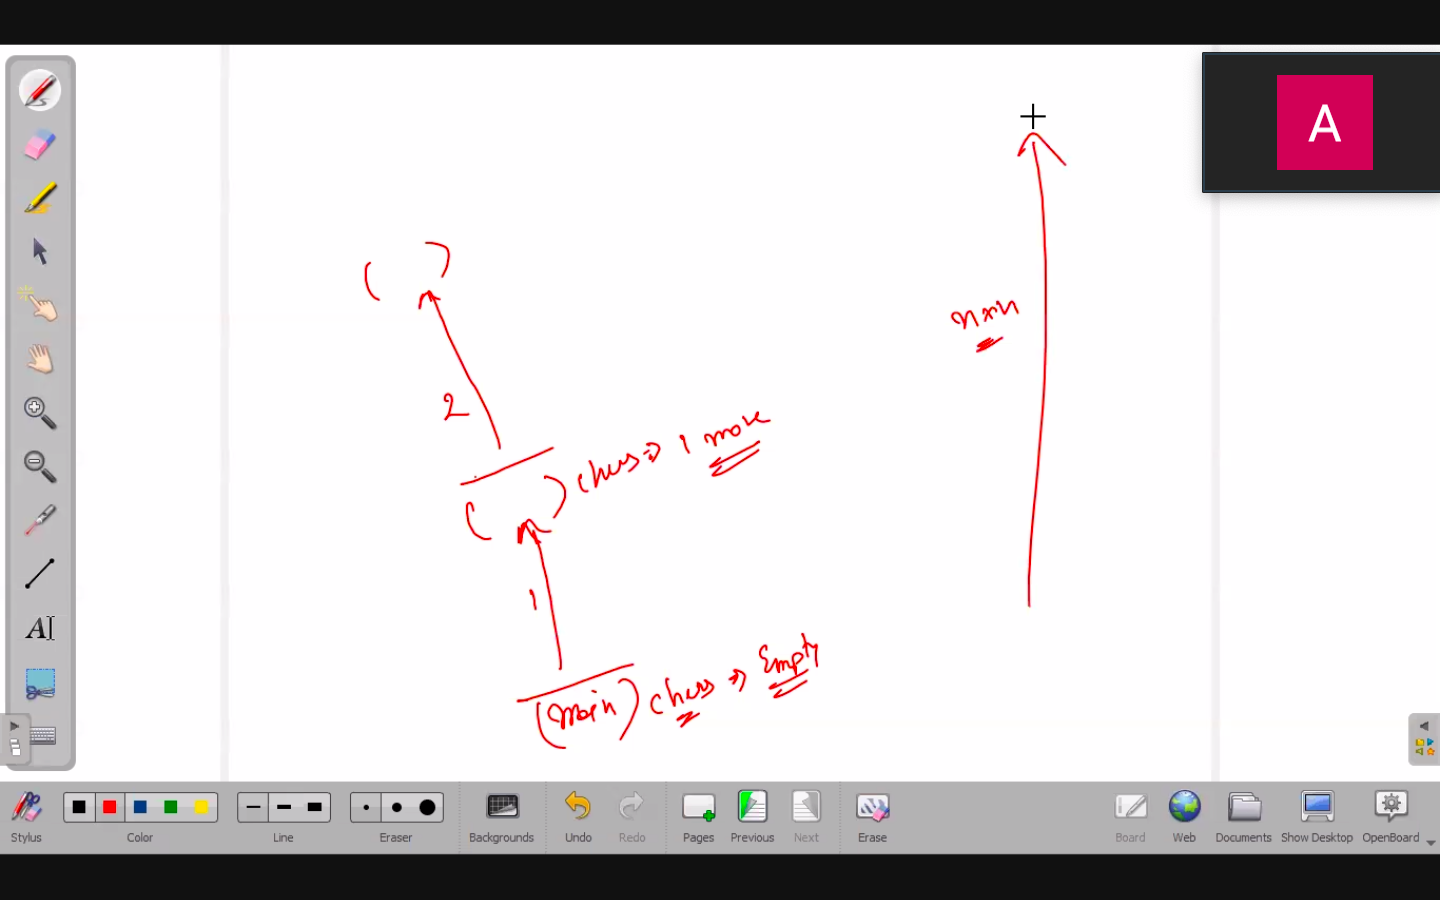 A
n×n
2
( ) chess ⇒ 1 move
1
(main) chess ⇒ Empty
A
Stylus
Color
Line
Eraser
Backgrounds
Undo
Redo
Pages
Previous
Next
Erase
Board
Web
Documents
Show Desktop
OpenBoard